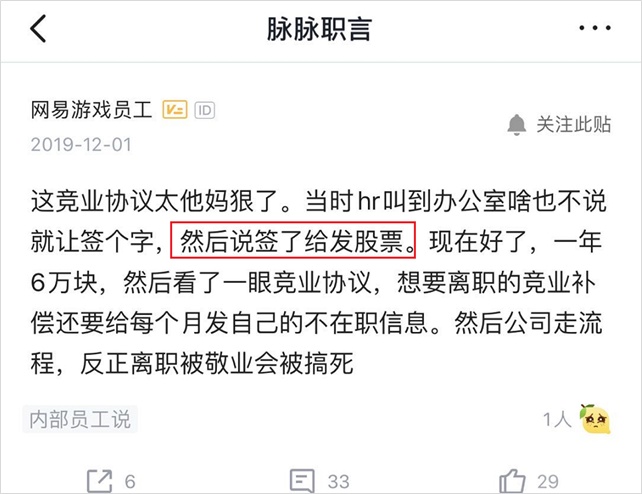 脉脉职言
网易游戏员工 V= ID
2019-12-01
关注此贴
这竞业协议太他妈狠了。当时hr叫到办公室啥也不说
就让签个字，然后说签了给发股票。现在好了，一年
6万块，然后看了一眼竞业协议，想要离职的竞业补
偿还要给每个月发自己的不在职信息。然后公司走流
程，反正离职被敬业会被搞死
内部员工说
1人
6
33
29